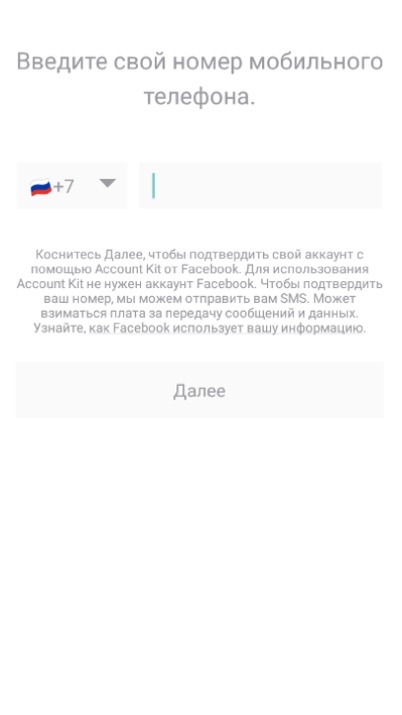 Введите свой номер мобильного
телефона.
+7
Коснитесь Далее, чтобы подтвердить свой аккаунт с
помощью Account Kit от Facebook. Для использования
Account Kit не нужен аккаунт Facebook. Чтобы подтвердить
ваш номер, мы можем отправить вам SMS. Может
взиматься плата за передачу сообщений и данных.
Узнайте, как Facebook использует вашу информацию.
Далее